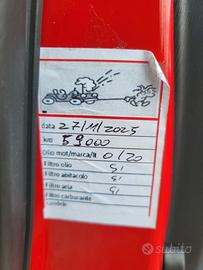 data 27/11/2025
km 59000
Olio mot/marca/lt 0/20
Filtro olio Si
Filtro abitacolo Si
Filtro aria Si
Filtro carburante
subito